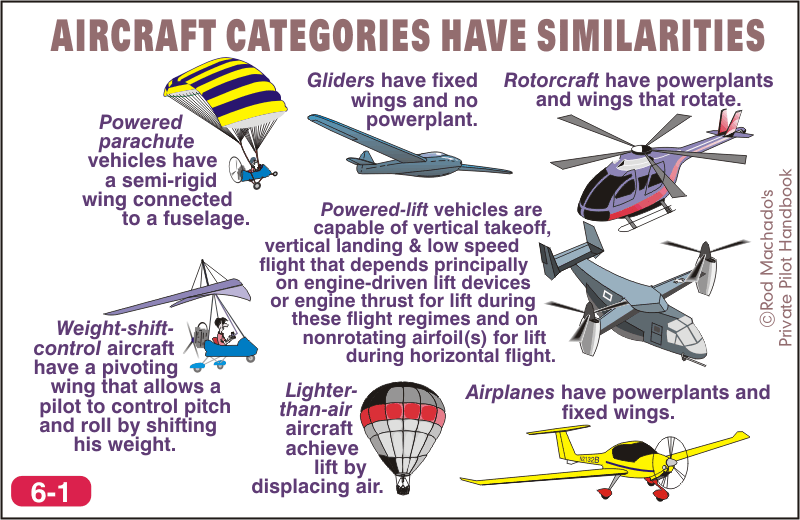 AIRCRAFT CATEGORIES HAVE SIMILARITIES
Powered
parachute
vehicles have
a semi-rigid
wing connected
to a fuselage.
Gliders have fixed
wings and no
powerplant.
Rotorcraft have powerplants
and wings that rotate.
Powered-lift vehicles are
capable of vertical takeoff,
vertical landing & low speed
flight that depends principally
on engine-driven lift devices
or engine thrust for lift during
these flight regimes and on
nonrotating airfoil(s) for lift
during horizontal flight.
Weight-shift-
control aircraft
have a pivoting
wing that allows a
pilot to control pitch
and roll by shifting
his weight.
Lighter-
than-air
aircraft
achieve
lift by
displacing air.
Airplanes have powerplants and
fixed wings.
N2132B
6-1
©Rod Machado's
Private Pilot Handbook